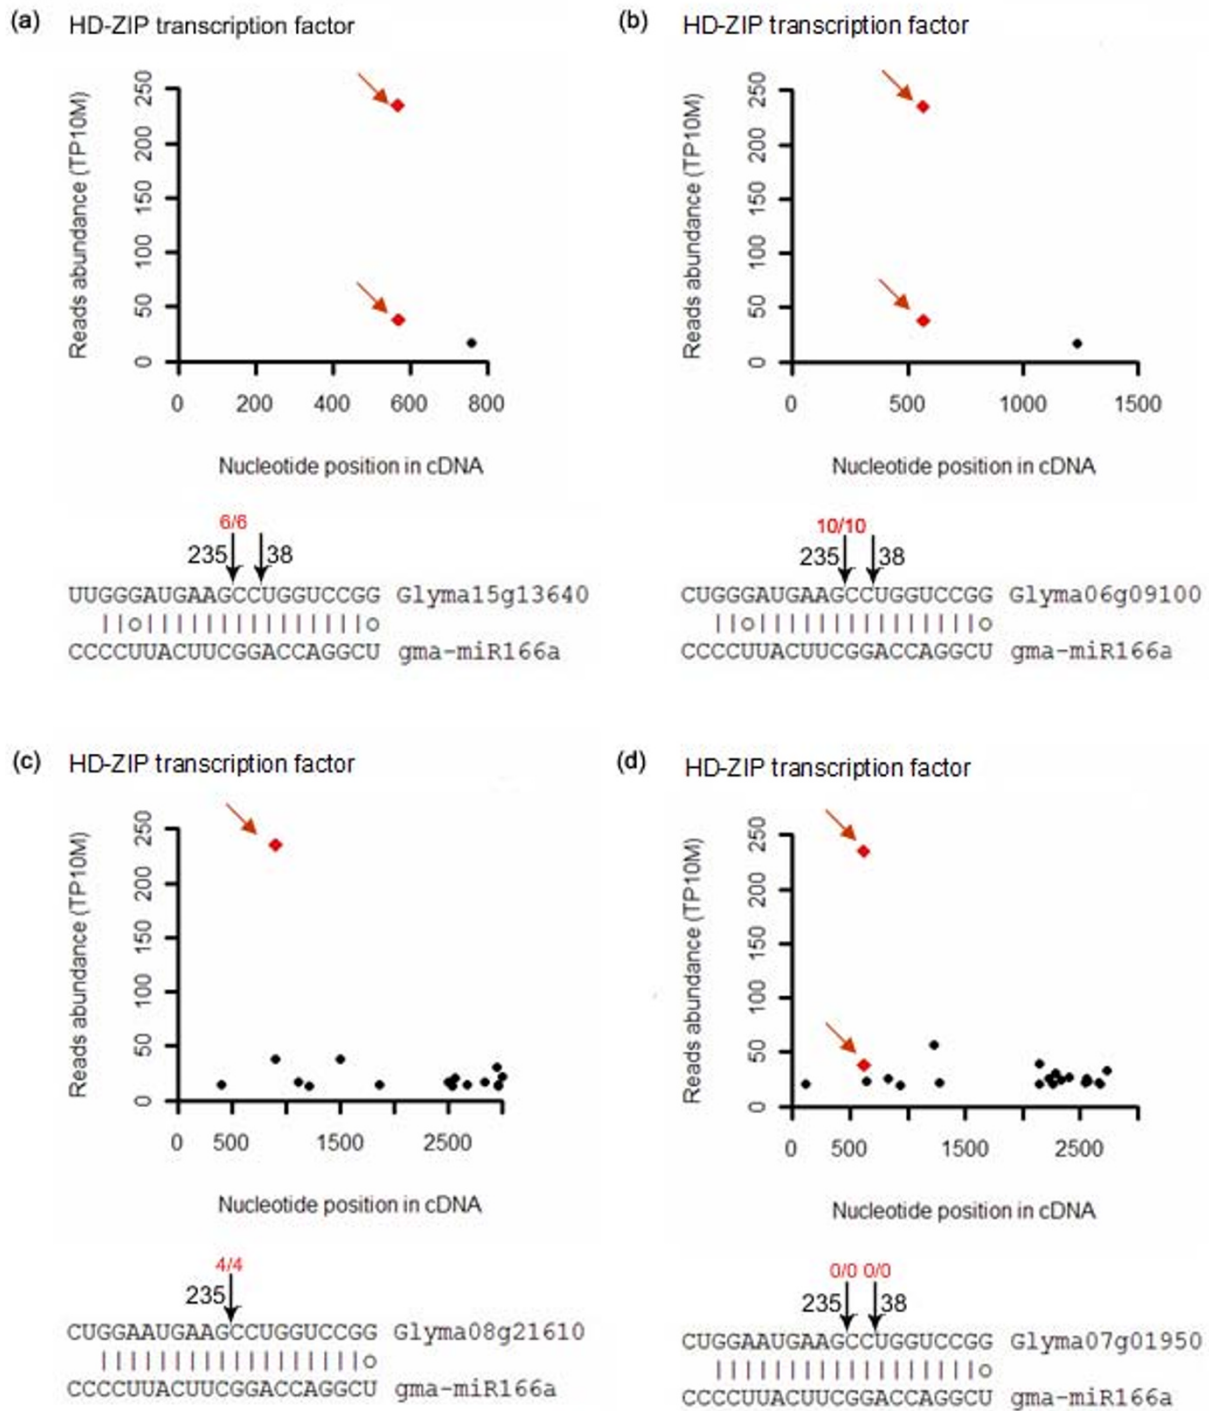 (a) HD-ZIP transcription factor
Reads abundance (TP10M)
250
200
150
100
50
0
0 200 400 600 800
Nucleotide position in cDNA
6/6
235 38
UUGGGAUGAAGCCUGGUCCGG Glyma15g13640
CCCCUUACUUCGGACCAGGCU gma-miR166a
(b) HD-ZIP transcription factor
Reads abundance (TP10M)
250
200
150
100
50
0
0 500 1000 1500
Nucleotide position in cDNA
10/10
235 38
CUGGGAUGAAGCCUGGUCCGG Glyma06g09100
CCCCUUACUUCGGACCAGGCU gma-miR166a
(c) HD-ZIP transcription factor
Reads abundance (TP10M)
250
200
150
100
50
0
0 500 1500 2500
Nucleotide position in cDNA
4/4
235
CUGGAAUGAAGCCUGGUCCGG Glyma08g21610
CCCCUUACUUCGGACCAGGCU gma-miR166a
(d) HD-ZIP transcription factor
Reads abundance (TP10M)
250
200
150
100
50
0
0 500 1500 2500
Nucleotide position in cDNA
0/0 0/0
235 38
CUGGAAUGAAGCCUGGUCCGG Glyma07g01950
CCCCUUACUUCGGACCAGGCU gma-miR166a